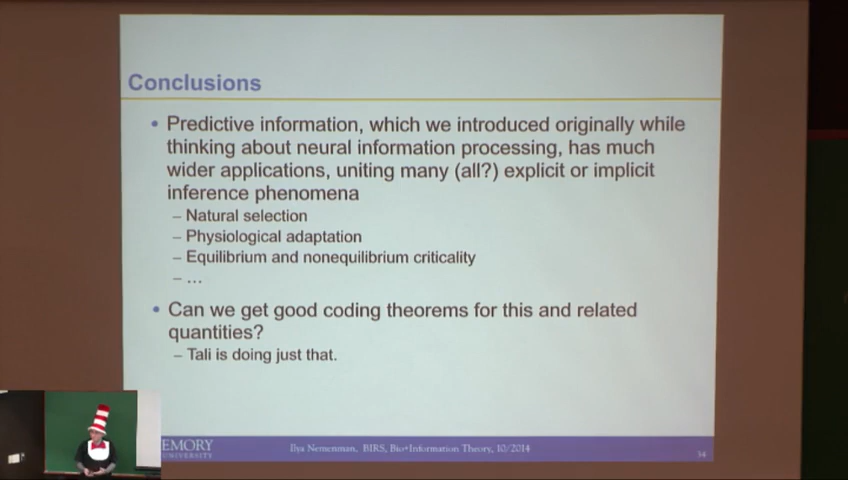 Conclusions
• Predictive information, which we introduced originally while
thinking about neural information processing, has much
wider applications, uniting many (all?) explicit or implicit
inference phenomena
– Natural selection
– Physiological adaptation
– Equilibrium and nonequilibrium criticality
– ...
• Can we get good coding theorems for this and related
quantities?
– Tali is doing just that.
EMORY
UNIVERSITY
Ilya Nemenman, BIRS, Bio+Information Theory, 10/2014
34